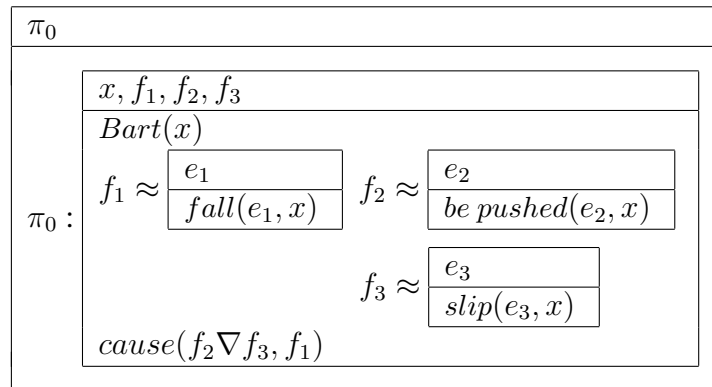 π₀
x, f₁, f₂, f₃
Bart(x)
f₁ ≈ e₁ f₂ ≈ e₂
fall(e₁, x) be pushed(e₂, x)
π₀ :
f₃ ≈ e₃
slip(e₃, x)
cause(f₂∇f₃, f₁)